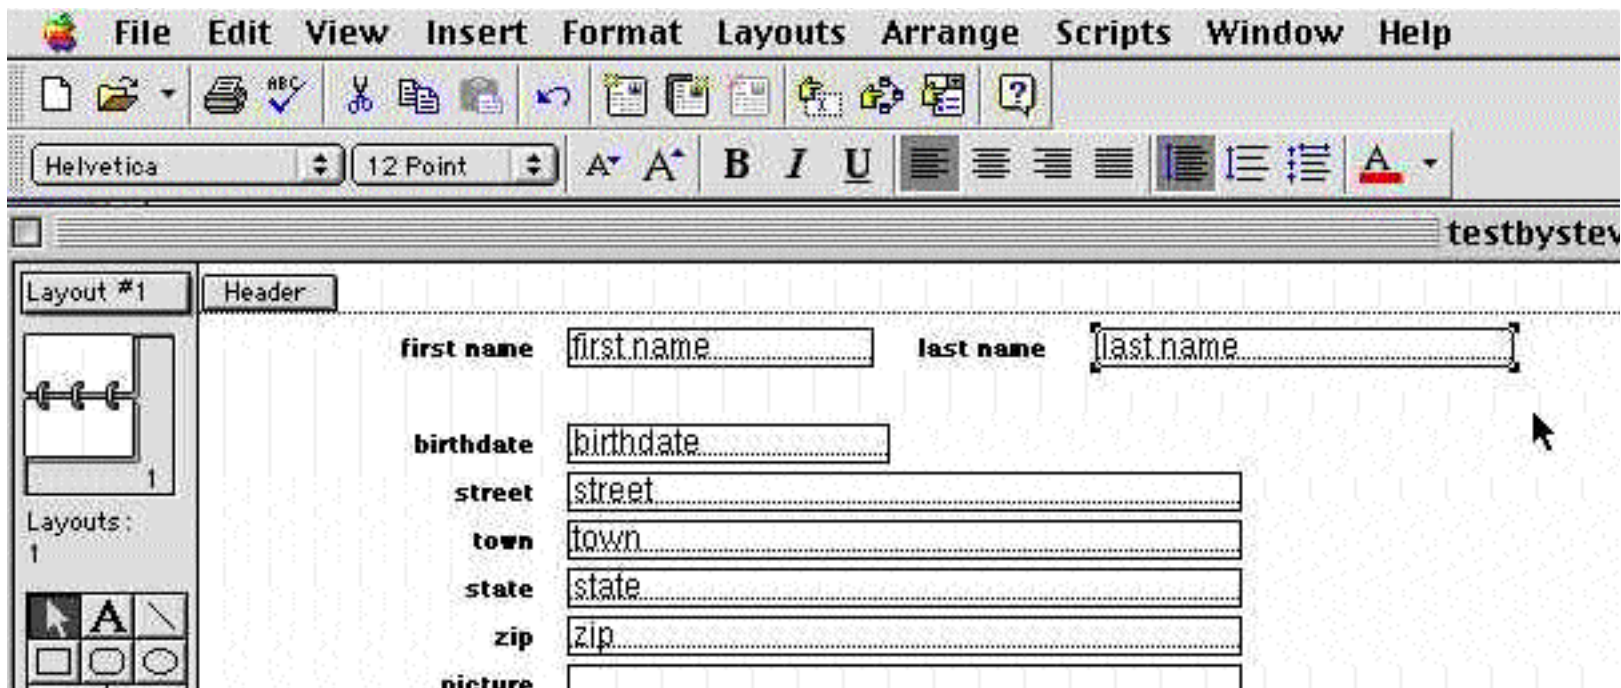 File Edit View Insert Format Layouts Arrange Scripts Window Help
ABC
Helvetica 12 Point A A B I U A
testbystev
Layout #1 Header
first name first name last name last name
birthdate birthdate
street street
town town
state state
zip zip
picture
1
Layouts:
1
A